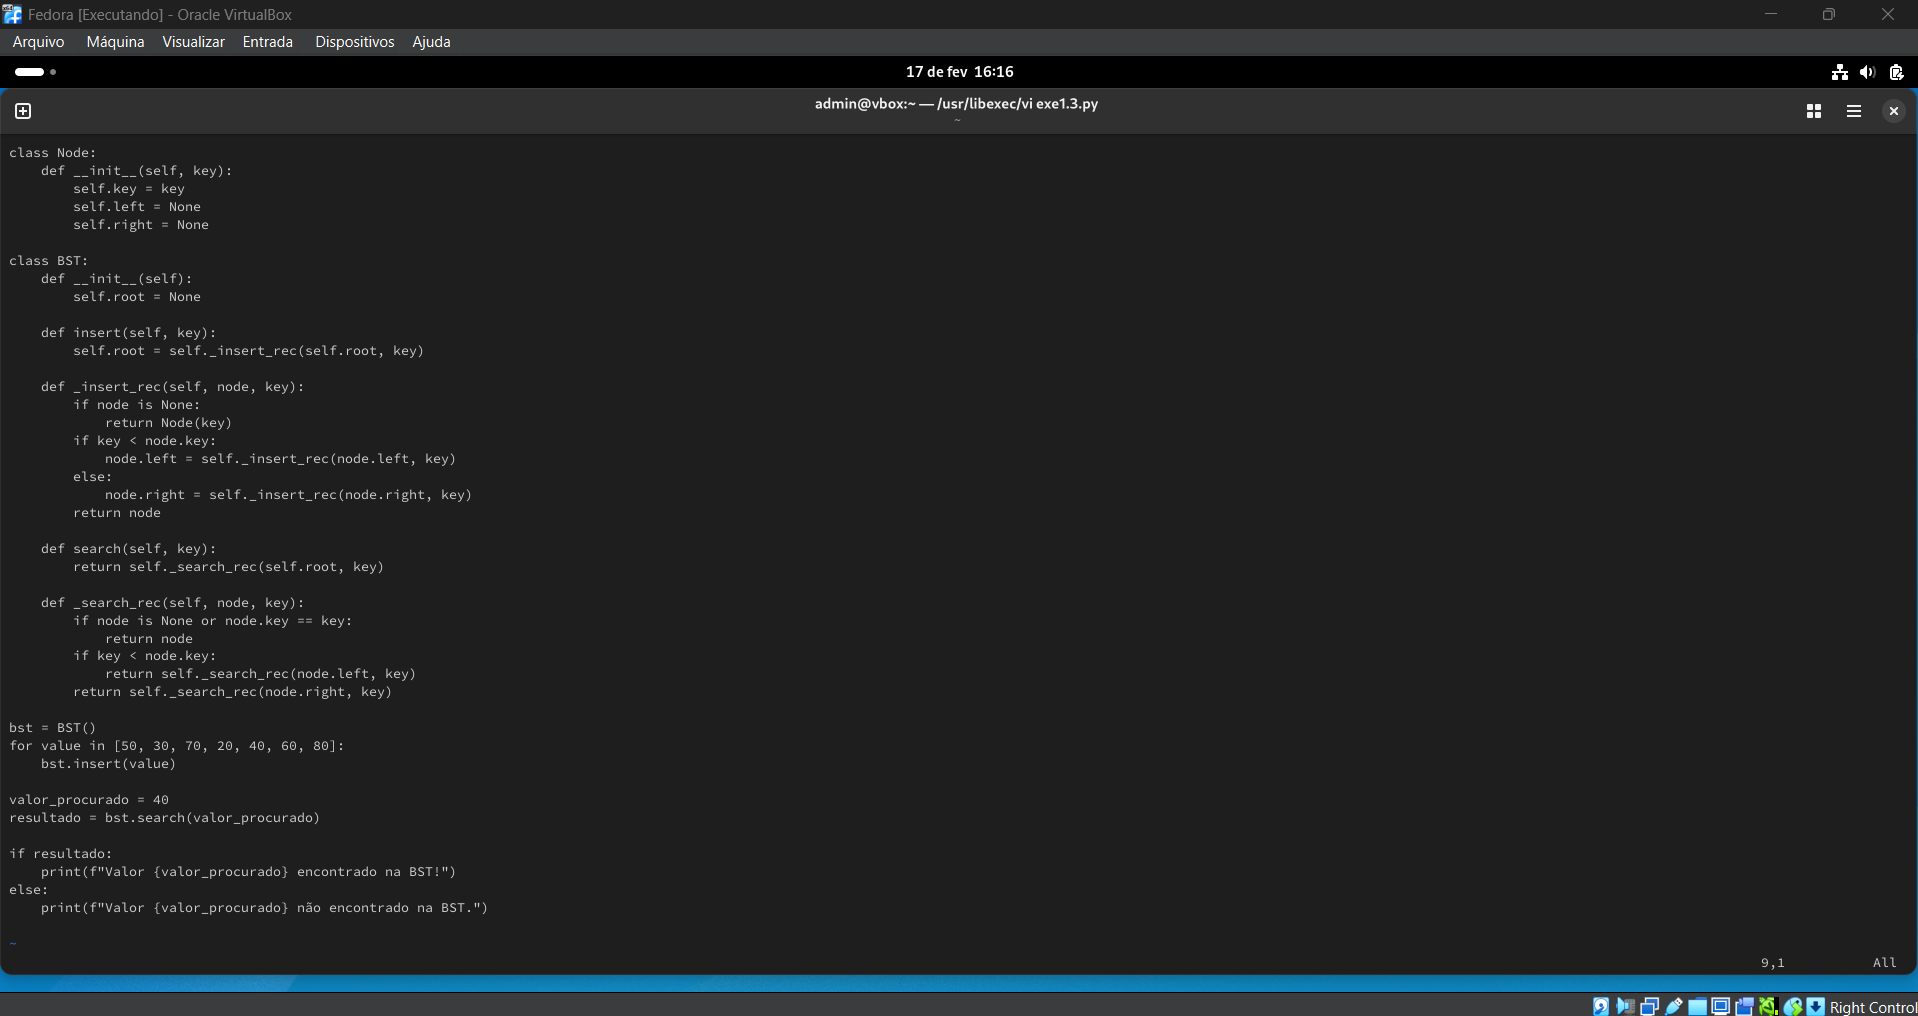 Fedora [Executando] - Oracle VirtualBox
Arquivo Máquina Visualizar Entrada Dispositivos Ajuda
17 de fev 16:16
admin@vbox:~ — /usr/libexec/vi exe1.3.py
~
class Node:
    def __init__(self, key):
        self.key = key
        self.left = None
        self.right = None

class BST:
    def __init__(self):
        self.root = None

    def insert(self, key):
        self.root = self._insert_rec(self.root, key)

    def _insert_rec(self, node, key):
        if node is None:
            return Node(key)
        if key < node.key:
            node.left = self._insert_rec(node.left, key)
        else:
            node.right = self._insert_rec(node.right, key)
        return node

    def search(self, key):
        return self._search_rec(self.root, key)

    def _search_rec(self, node, key):
        if node is None or node.key == key:
            return node
        if key < node.key:
            return self._search_rec(node.left, key)
        return self._search_rec(node.right, key)

bst = BST()
for value in [50, 30, 70, 20, 40, 60, 80]:
    bst.insert(value)

valor_procurado = 40
resultado = bst.search(valor_procurado)

if resultado:
    print(f"Valor {valor_procurado} encontrado na BST!")
else:
    print(f"Valor {valor_procurado} não encontrado na BST.")

~
9,1 All
Right Control